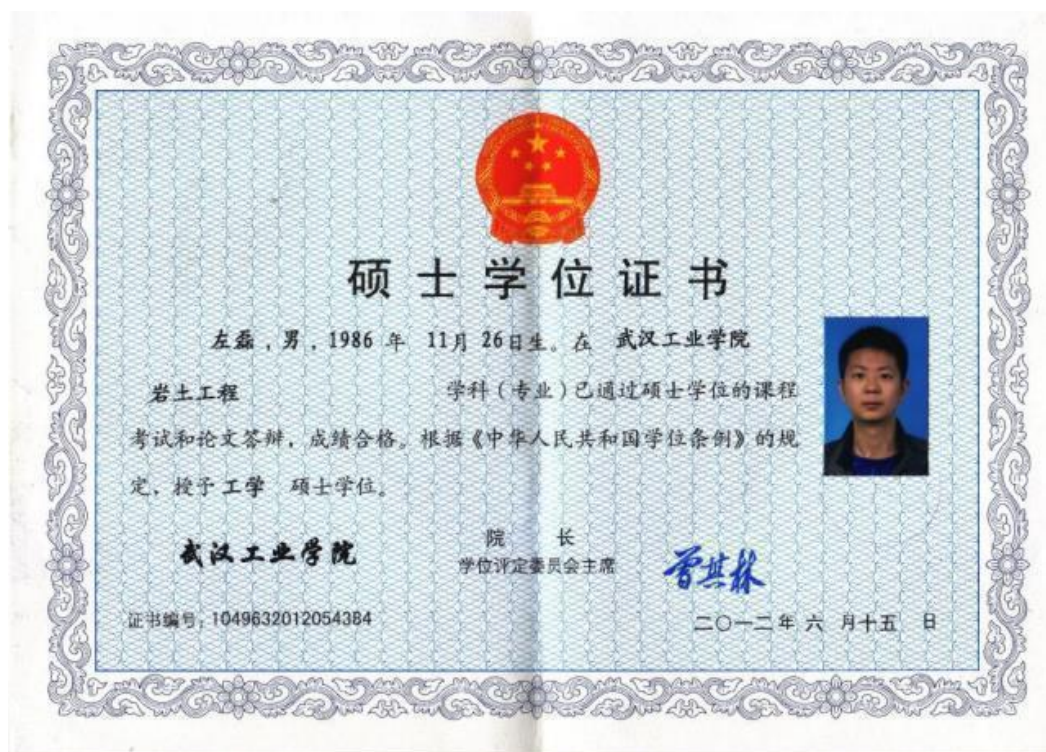 硕士学位证书
左磊，男，1986 年 11月 26日生。在 武汉工业学院
岩土工程 学科（专业）已通过硕士学位的课程
考试和论文答辩，成绩合格。根据《中华人民共和国学位条例》的规
定，授予 工学 硕士学位。
武汉工业学院
院 长
学位评定委员会主席
曾其林
证书编号：1049632012054384
二〇一二年 六 月十五 日